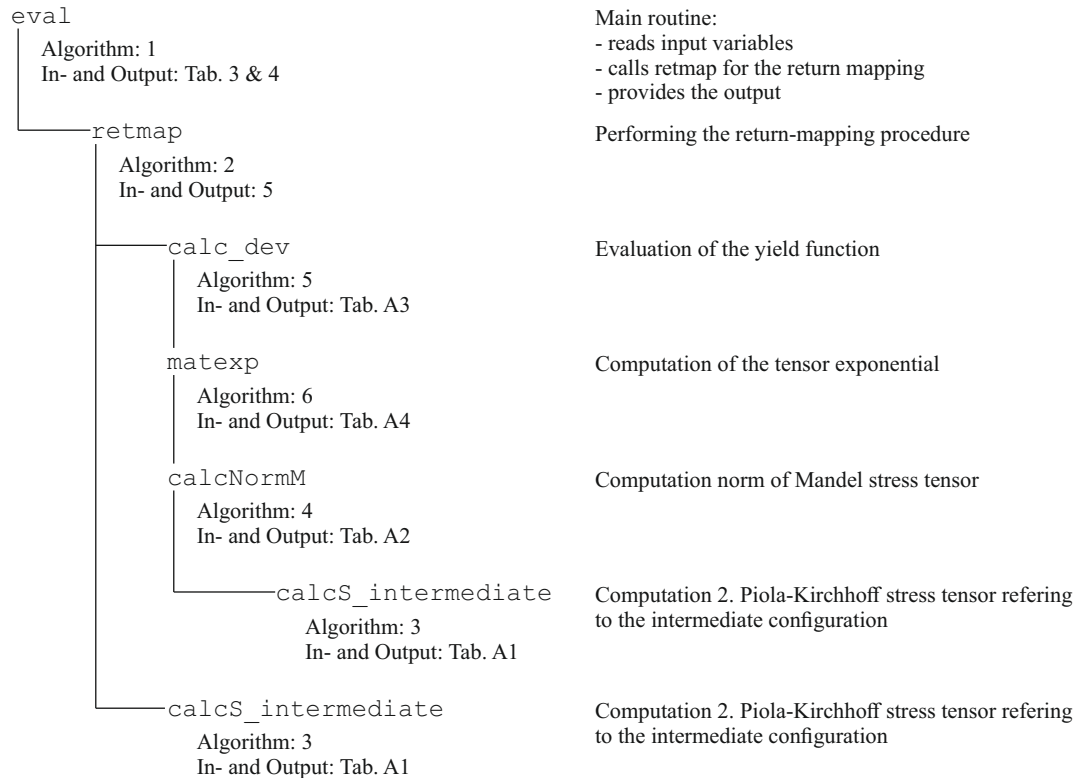 eval
Algorithm: 1
In- and Output: Tab. 3 & 4
Main routine:
- reads input variables
- calls retmap for the return mapping
- provides the output
retmap
Algorithm: 2
In- and Output: 5
Performing the return-mapping procedure
calc_dev
Algorithm: 5
In- and Output: Tab. A3
Evaluation of the yield function
matexp
Algorithm: 6
In- and Output: Tab. A4
Computation of the tensor exponential
calcNormM
Algorithm: 4
In- and Output: Tab. A2
Computation norm of Mandel stress tensor
calcS_intermediate
Algorithm: 3
In- and Output: Tab. A1
Computation 2. Piola-Kirchhoff stress tensor refering
to the intermediate configuration
calcS_intermediate
Algorithm: 3
In- and Output: Tab. A1
Computation 2. Piola-Kirchhoff stress tensor refering
to the intermediate configuration